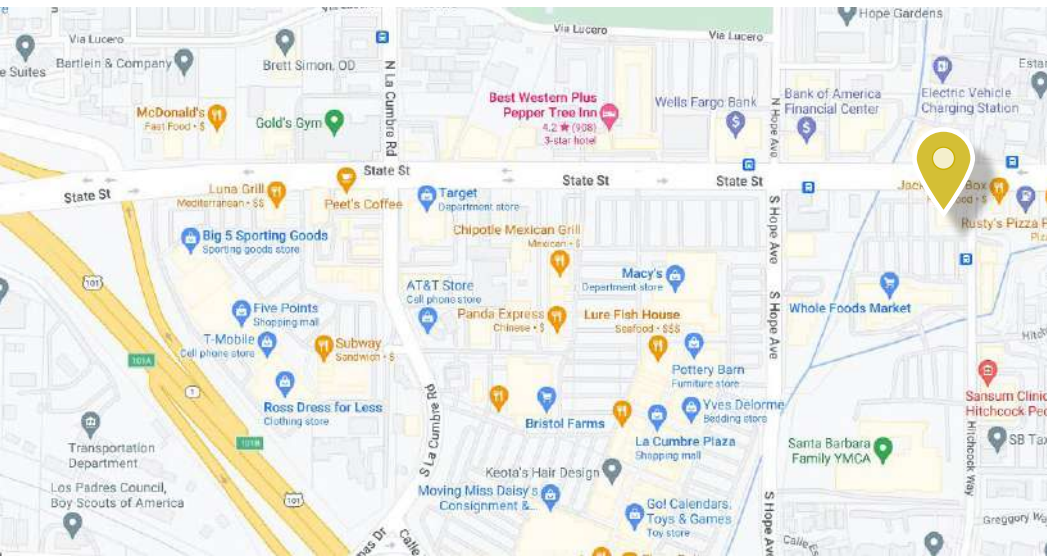 Hope Gardens
Via Lucero
Via Lucero
Via Lucero
e Suites
Bartlein & Company
Brett Simon, OD
N La Cumbre Rd
Best Western Plus
Pepper Tree Inn
4.2 ★ (908)
3-star hotel
Wells Fargo Bank
N Hope Ave
Bank of America
Financial Center
Electric Vehicle
Charging Station
Estar
McDonald's
Fast Food • $
Gold's Gym
State St
State St
State St
State St
Luna Grill
Mediterranean • $$
Peet's Coffee
Target
Department store
Jack
Box
Rusty's Pizza P
Big 5 Sporting Goods
Sporting goods store
Chipotle Mexican Grill
Mexican • $
S Hope Ave
101
AT&T Store
Cell phone store
Macy's
Department store
Whole Foods Market
Five Points
Shopping mall
Panda Express
Chinese • $
Lure Fish House
Seafood • $$$
S Hope Ave
T-Mobile
Cell phone store
Subway
Sandwich • $
101A
Pottery Barn
Furniture store
1
Ross Dress for Less
Clothing store
S La Cumbre Rd
Bristol Farms
Yves Delorme
Bedding store
Sansum Clinic
Hitchcock Ped
Hitchcock Way
101B
La Cumbre Plaza
Shopping mall
Santa Barbara
Family YMCA
SB Tax
Transportation
Department
Keota's Hair Design
Los Padres Council,
Boy Scouts of America
101
Moving Miss Daisy's
Consignment &...
Go! Calendars,
Toys & Games
Toy store
S Hope Ave
Greggory Wa
Calle